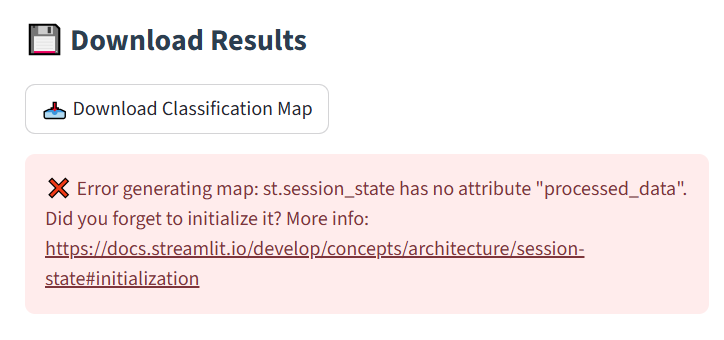 Download Results
Download Classification Map
Error generating map: st.session_state has no attribute "processed_data".
Did you forget to initialize it? More info:
https://docs.streamlit.io/develop/concepts/architecture/session-
state#initialization